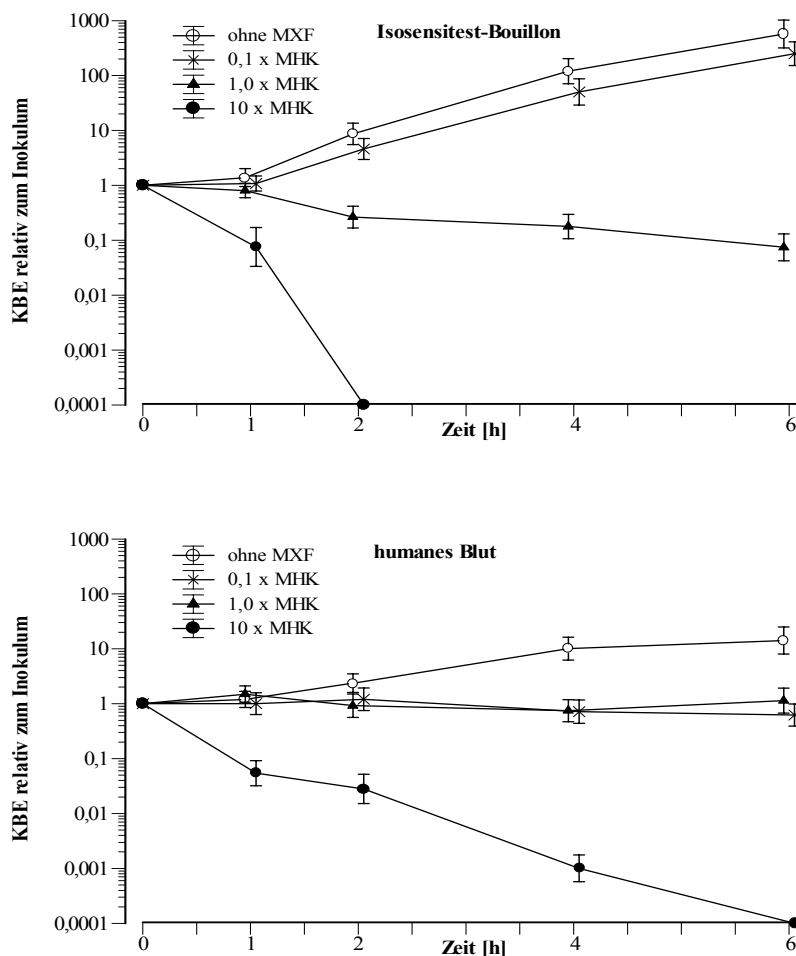 Isosensitest-Bouillon
ohne MXF
0,1 x MHK
1,0 x MHK
10 x MHK
KBE relativ zum Inokulum
1000
100
10
1
0,1
0,01
0,001
0,0001
0 1 2 4 6
Zeit [h]
humanes Blut
ohne MXF
0,1 x MHK
1,0 x MHK
10 x MHK
KBE relativ zum Inokulum
1000
100
10
1
0,1
0,01
0,001
0,0001
0 1 2 4 6
Zeit [h]